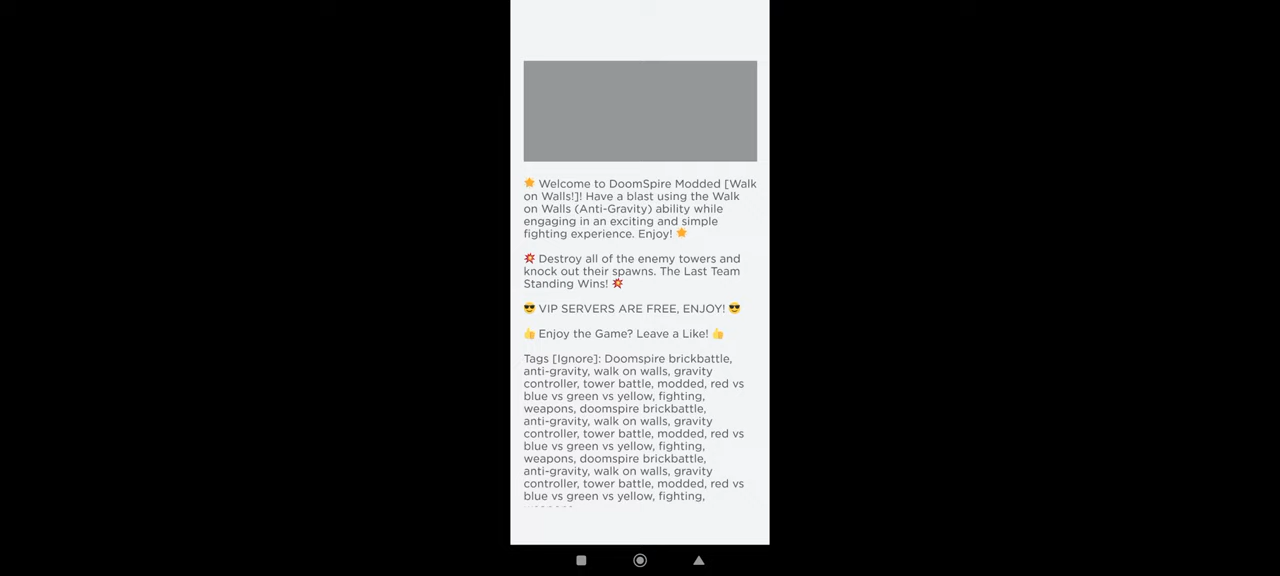 ⭐ Welcome to DoomSpire Modded [Walk
on Walls!]! Have a blast using the Walk
on Walls (Anti-Gravity) ability while
engaging in an exciting and simple
fighting experience. Enjoy! ⭐
💥 Destroy all of the enemy towers and
knock out their spawns. The Last Team
Standing Wins! 💥
😎 VIP SERVERS ARE FREE, ENJOY! 😎
👍 Enjoy the Game? Leave a Like! 👍
Tags [Ignore]: Doomspire brickbattle,
anti-gravity, walk on walls, gravity
controller, tower battle, modded, red vs
blue vs green vs yellow, fighting,
weapons, doomspire brickbattle,
anti-gravity, walk on walls, gravity
controller, tower battle, modded, red vs
blue vs green vs yellow, fighting,
weapons, doomspire brickbattle,
anti-gravity, walk on walls, gravity
controller, tower battle, modded, red vs
blue vs green vs yellow, fighting,